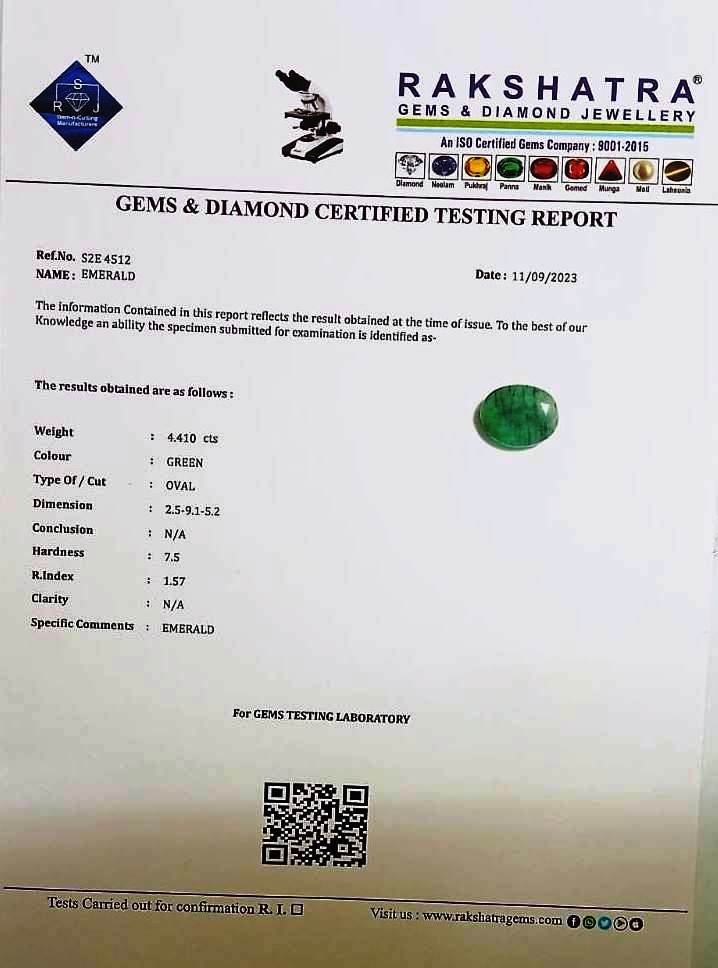 TM
S
R J
Gem-n-Cutting
Manufacturers
RAKSHATRA®
GEMS & DIAMOND JEWELLERY
An ISO Certified Gems Company : 9001-2015
Diamond Neelam Pukhraj Panna Manik Gomed Munga Moti Lahsunia
GEMS & DIAMOND CERTIFIED TESTING REPORT
Ref.No. S2E 4512
NAME : EMERALD
Date : 11/09/2023
The information Contained in this report reflects the result obtained at the time of issue. To the best of our
Knowledge an ability the specimen submitted for examination is identified as-
The results obtained are as follows :
Weight : 4.410 cts
Colour : GREEN
Type Of / Cut - : OVAL
Dimension : 2.5-9.1-5.2
Conclusion : N/A
Hardness : 7.5
R.Index : 1.57
Clarity : N/A
Specific Comments : EMERALD
For GEMS TESTING LABORATORY
Tests Carried out for confirmation R. I. ☐
Visit us : www.rakshatragems.com